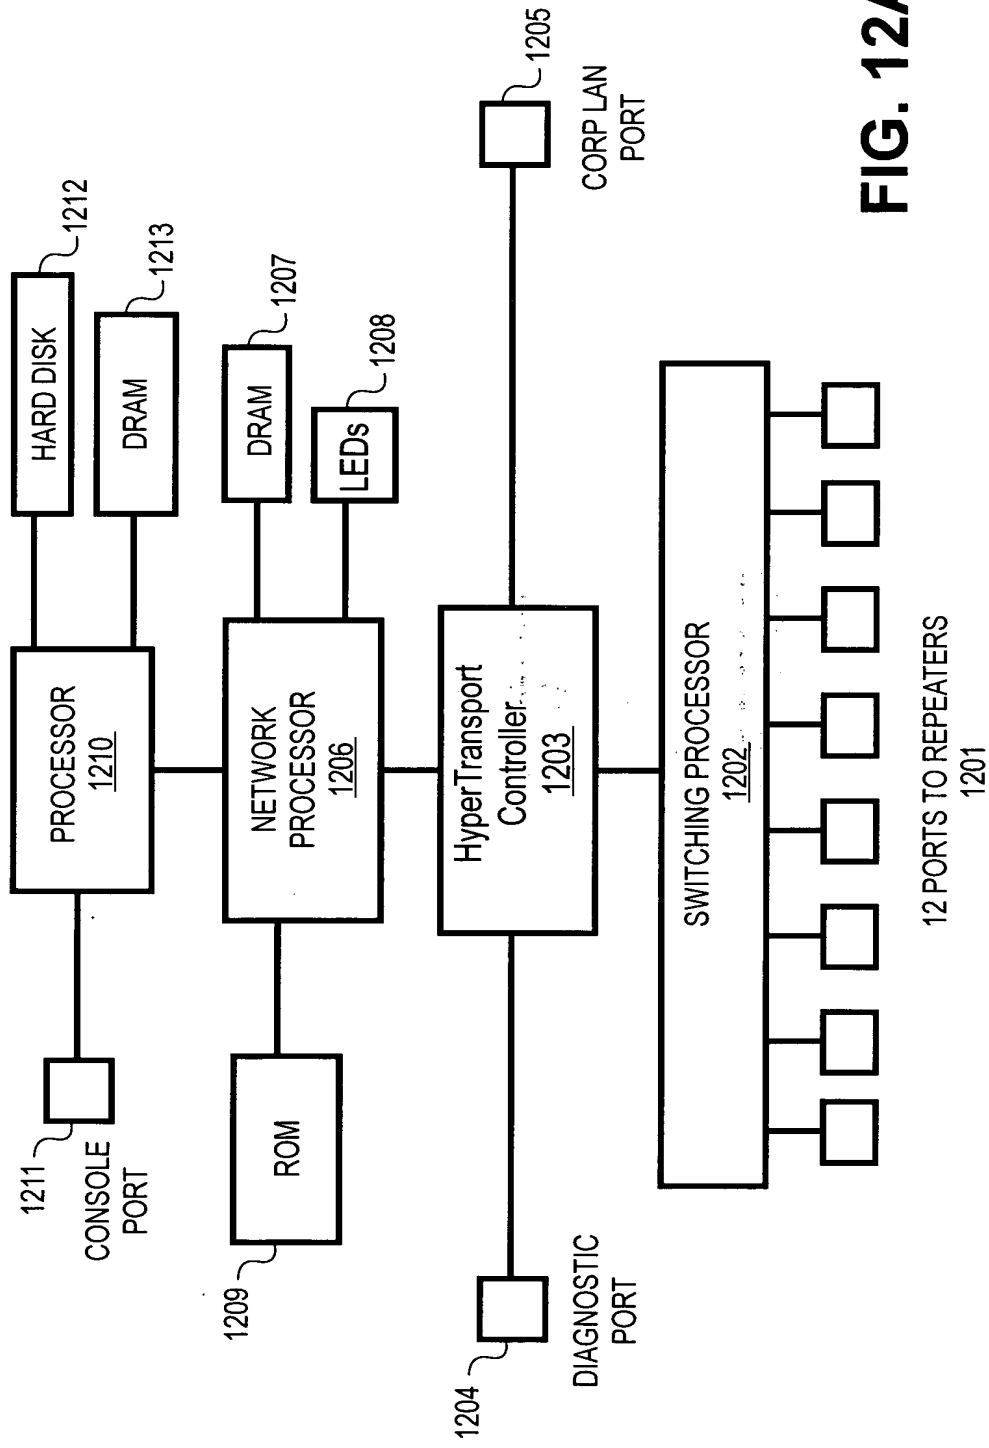 HARD DISK
1212
PROCESSOR
1210
DRAM
1213
1211
CONSOLE
PORT
NETWORK
PROCESSOR
1206
DRAM
1207
LEDs
1208
ROM
1209
HyperTransport
Controller
1203
1204
DIAGNOSTIC
PORT
1205
CORP LAN
PORT
SWITCHING PROCESSOR
1202
12 PORTS TO REPEATERS
1201
FIG. 12A